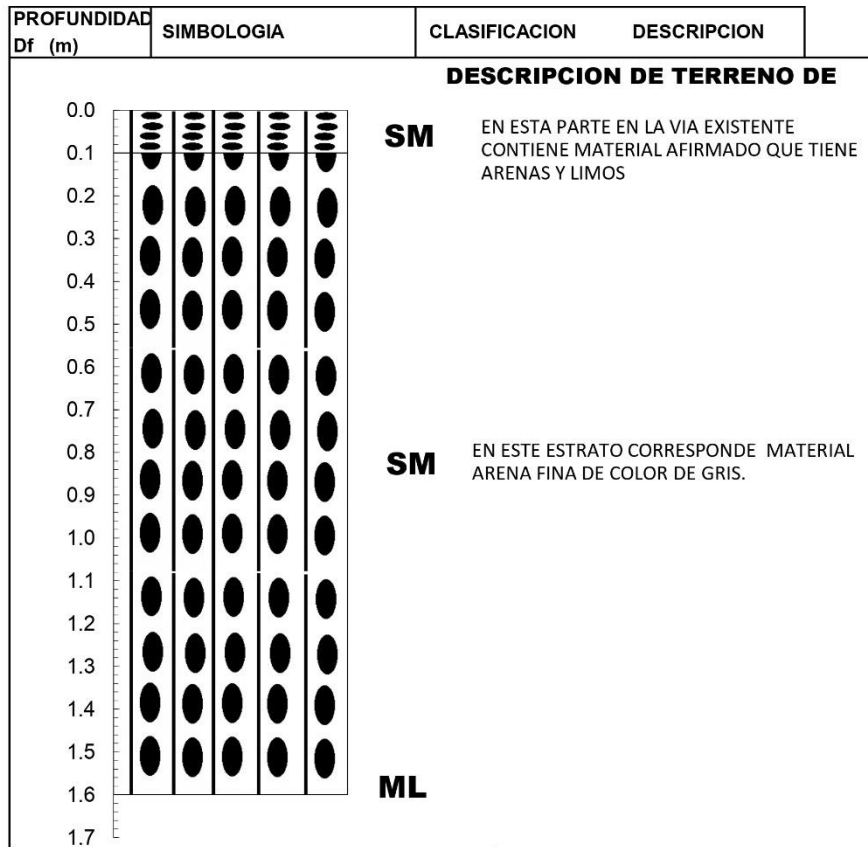 PROFUNDIDAD
Df (m)
SIMBOLOGIA
CLASIFICACION
DESCRIPCION
DESCRIPCION DE TERRENO DE
0.0
SM
EN ESTA PARTE EN LA VIA EXISTENTE
CONTIENE MATERIAL AFIRMADO QUE TIENE
ARENAS Y LIMOS
0.1
0.2
0.3
0.4
0.5
0.6
0.7
0.8
SM
EN ESTE ESTRATO CORRESPONDE MATERIAL
ARENA FINA DE COLOR DE GRIS.
0.9
1.0
1.1
1.2
1.3
1.4
1.5
1.6
ML
1.7